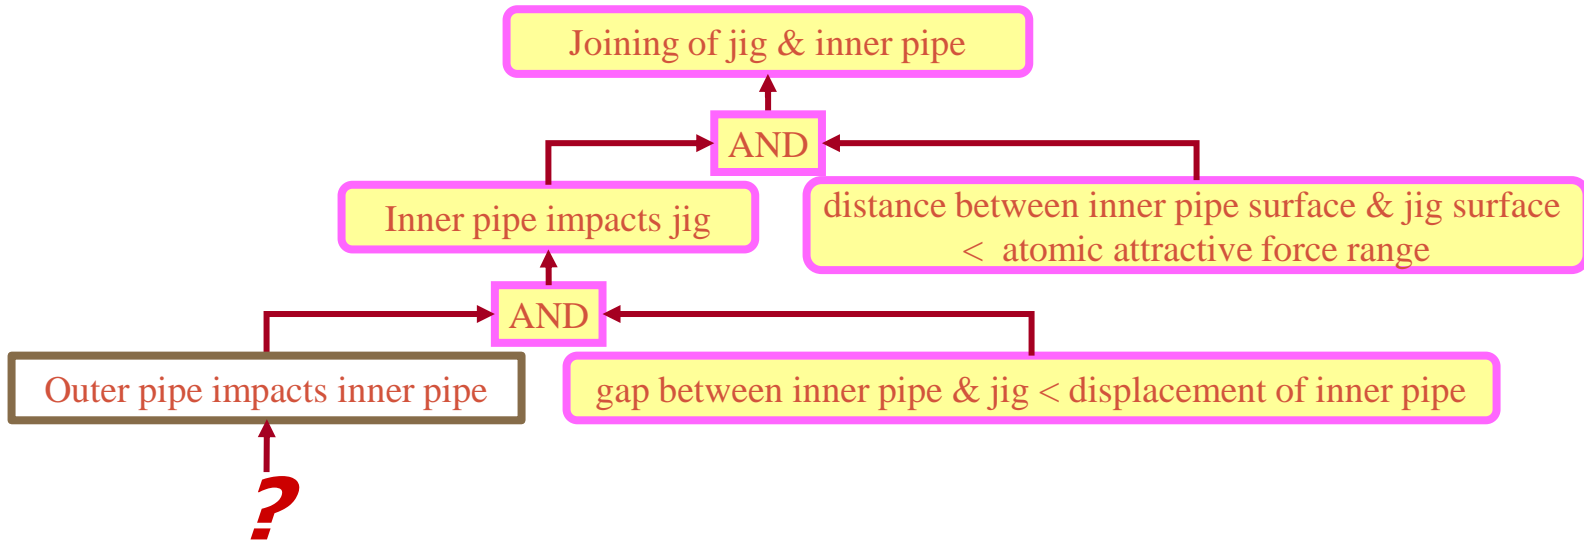 Joining of jig & inner pipe
AND
Inner pipe impacts jig
distance between inner pipe surface & jig surface
< atomic attractive force range
AND
Outer pipe impacts inner pipe
gap between inner pipe & jig < displacement of inner pipe
?